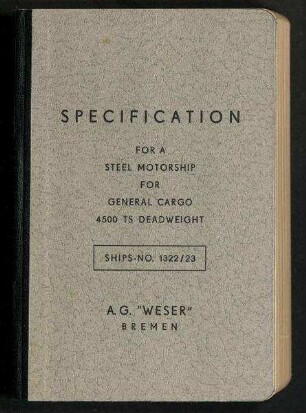 SPECIFICATION
FOR A
STEEL MOTORSHIP
FOR
GENERAL CARGO
4500 TS DEADWEIGHT
SHIPS-NO. 1322/23
A.G. "WESER"
BREMEN